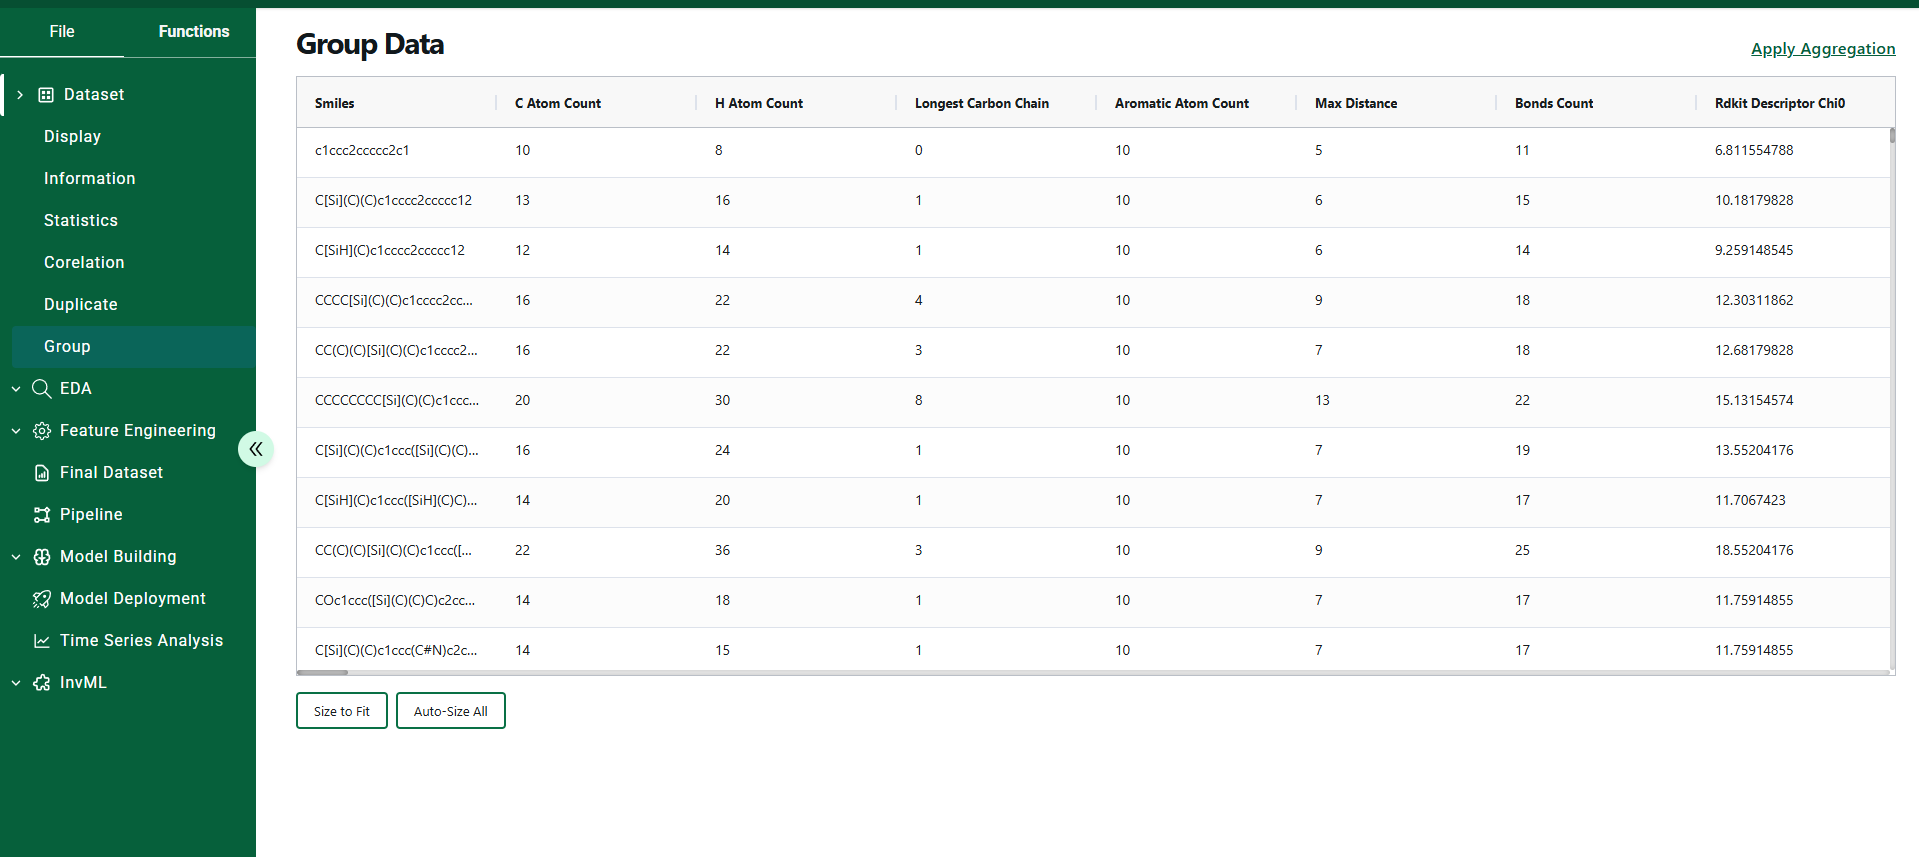 File Functions
Dataset
Display
Information
Statistics
Corelation
Duplicate
Group
EDA
Feature Engineering
Final Dataset
Pipeline
Model Building
Model Deployment
Time Series Analysis
InvML
Group Data
Apply Aggregation
Smiles C Atom Count H Atom Count Longest Carbon Chain Aromatic Atom Count Max Distance Bonds Count Rdkit Descriptor Chi0
c1ccc2ccccc2c1 10 8 0 10 5 11 6.811554788
C[Si](C)(C)c1cccc2ccccc12 13 16 1 10 6 15 10.18179828
C[SiH](C)c1cccc2ccccc12 12 14 1 10 6 14 9.259148545
CCCC[Si](C)(C)c1cccc2cc... 16 22 4 10 9 18 12.30311862
CC(C)(C)[Si](C)(C)c1cccc2... 16 22 3 10 7 18 12.68179828
CCCCCCCC[Si](C)(C)c1ccc... 20 30 8 10 13 22 15.13154574
C[Si](C)(C)c1ccc([Si](C)(C)... 16 24 1 10 7 19 13.55204176
C[SiH](C)c1ccc([SiH](C)C)... 14 20 1 10 7 17 11.7067423
CC(C)(C)[Si](C)(C)c1ccc([... 22 36 3 10 9 25 18.55204176
COc1ccc([Si](C)(C)C)c2cc... 14 18 1 10 7 17 11.75914855
C[Si](C)(C)c1ccc(C#N)c2c... 14 15 1 10 7 17 11.75914855
Size to Fit Auto-Size All